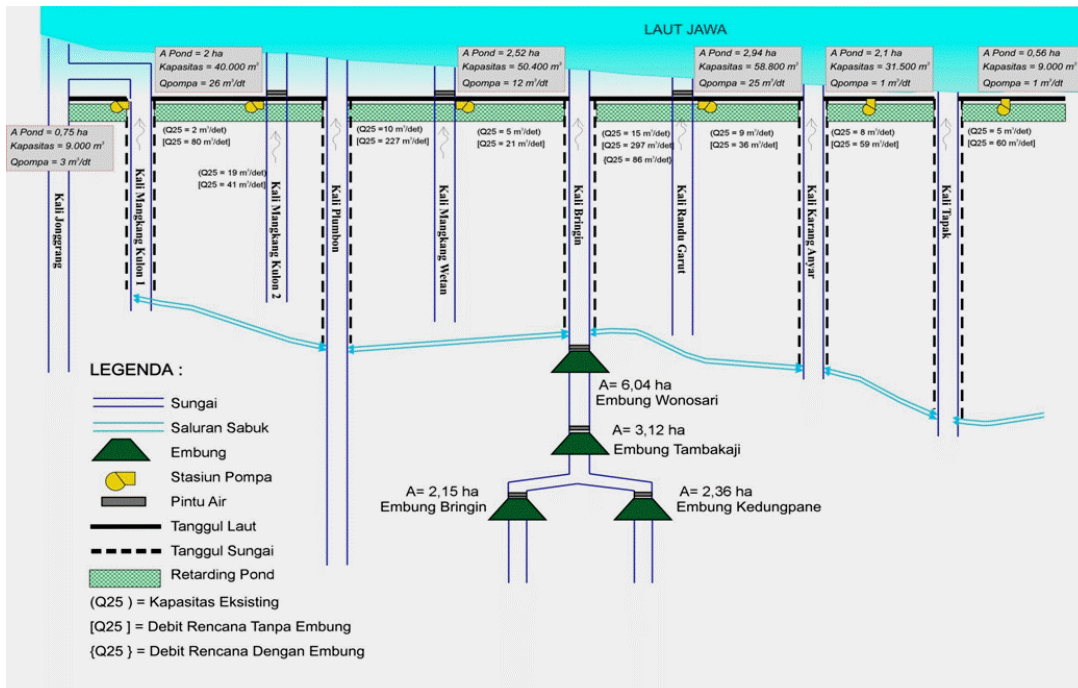 LAUT JAWA
A Pond = 2 ha
Kapasitas = 40.000 m³
Qpompa = 26 m³/dt
A Pond = 2,52 ha
Kapasitas = 50.400 m³
Qpompa = 12 m³/dt
A Pond = 2,94 ha
Kapasitas = 58.800 m³
Qpompa = 25 m³/dt
A Pond = 2,1 ha
Kapasitas = 31.500 m³
Qpompa = 1 m³/dt
A Pond = 0,56 ha
Kapasitas = 9.000 m³
Qpompa = 1 m³/dt
A Pond = 0,75 ha
Kapasitas = 9.000 m³
Qpompa = 3 m³/dt
(Q25 = 2 m³/det)
[Q25 = 80 m³/det]
(Q25 = 19 m³/det)
[Q25 = 41 m³/det]
(Q25 =10 m³/det)
[Q25 = 227 m³/det]
(Q25 = 5 m³/det)
[Q25 = 21 m³/det]
(Q25 = 15 m³/det)
[Q25 = 297 m³/det]
{Q25 = 86 m³/det}
(Q25 = 9 m³/det)
[Q25 = 36 m³/det]
(Q25 = 8 m³/det)
[Q25 = 59 m³/det]
(Q25 = 5 m³/det)
[Q25 = 60 m³/det]
Kali Jonggrang
Kali Mangkang Kulon 1
Kali Mangkang Kulon 2
Kali Plumbon
Kali Mangkang Wetan
Kali Bringin
Kali Randu Garut
Kali Karang Anyar
Kali Tapak
A= 6,04 ha
Embung Wonosari
A= 3,12 ha
Embung Tambakaji
A= 2,15 ha
Embung Bringin
A= 2,36 ha
Embung Kedungpane
LEGENDA :
Sungai
Saluran Sabuk
Embung
Stasiun Pompa
Pintu Air
Tanggul Laut
Tanggul Sungai
Retarding Pond
(Q25 ) = Kapasitas Eksisting
[Q25 ] = Debit Rencana Tanpa Embung
{Q25 } = Debit Rencana Dengan Embung